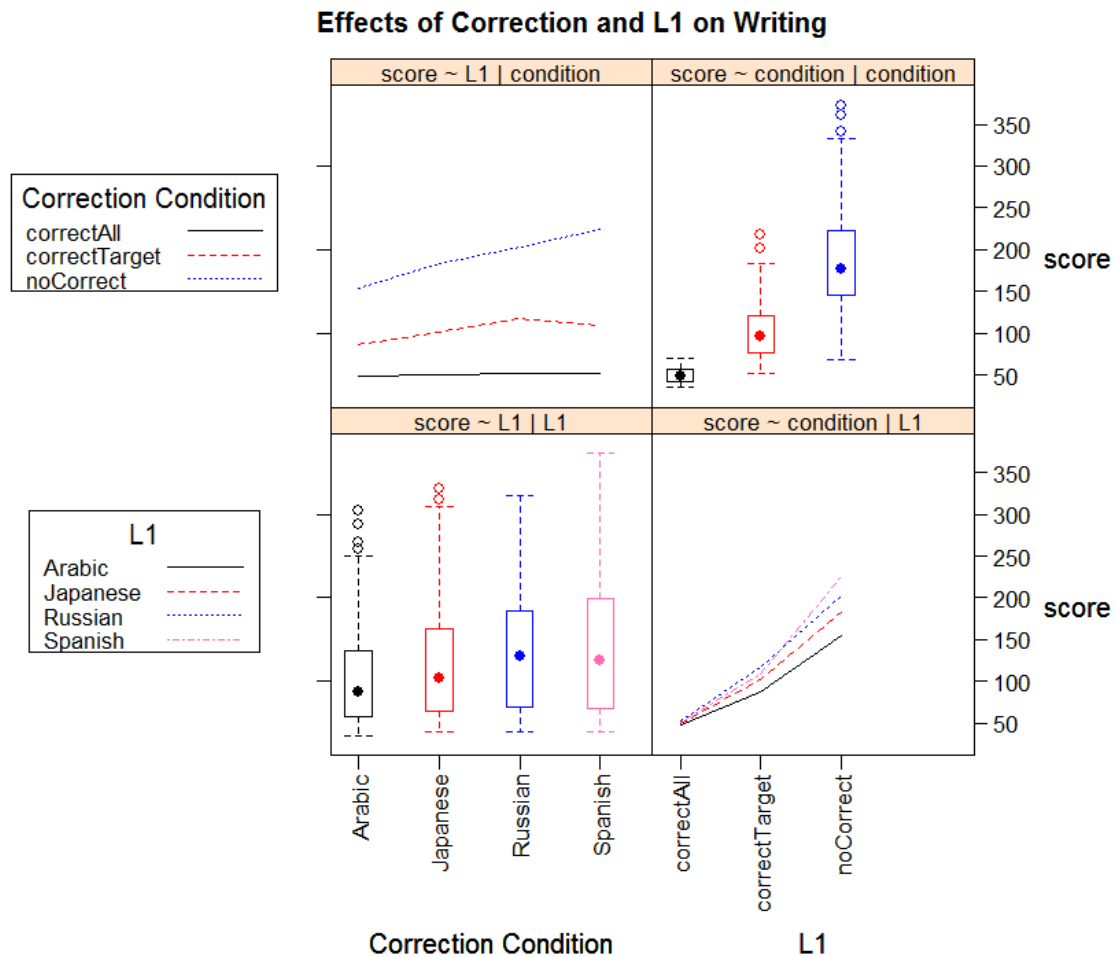 Effects of Correction and L1 on Writing
score ~ L1 | condition
score ~ condition | condition
350
300
250
200
150
100
50
score
Correction Condition
correctAll
correctTarget
noCorrect
score ~ L1 | L1
score ~ condition | L1
350
300
250
200
150
100
50
score
L1
Arabic
Japanese
Russian
Spanish
Arabic
Japanese
Russian
Spanish
correctAll
correctTarget
noCorrect
Correction Condition
L1